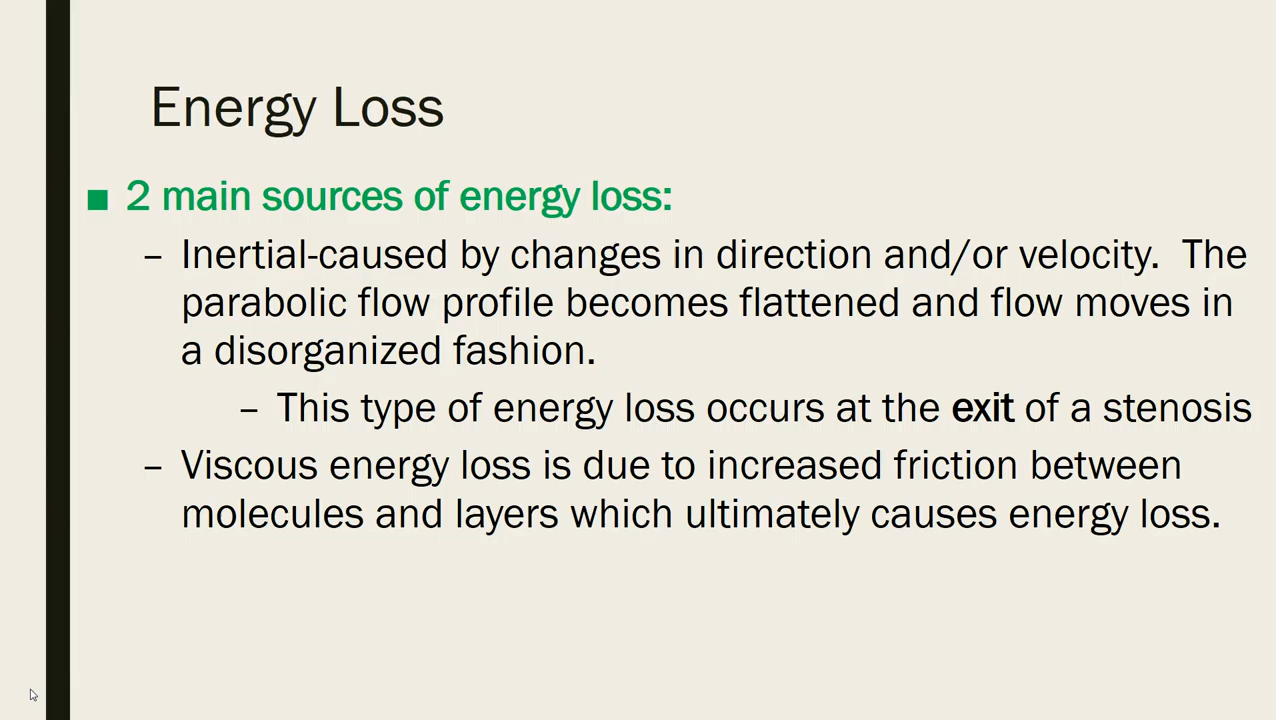 Energy Loss
■ 2 main sources of energy loss:
– Inertial-caused by changes in direction and/or velocity.  The
parabolic flow profile becomes flattened and flow moves in
a disorganized fashion.
– This type of energy loss occurs at the exit of a stenosis
– Viscous energy loss is due to increased friction between
molecules and layers which ultimately causes energy loss.